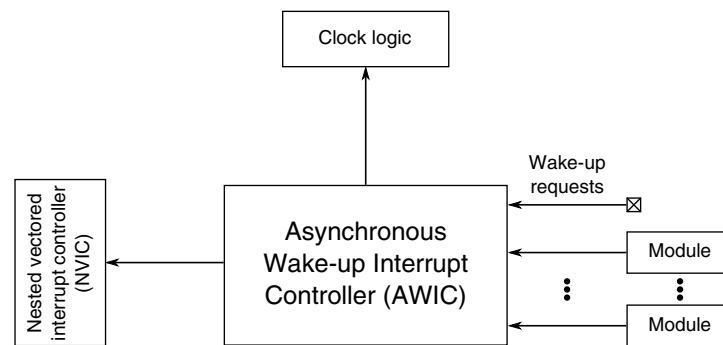 Clock logic
Nested vectored
interrupt controller
(NVIC)
Asynchronous
Wake-up Interrupt
Controller (AWIC)
Wake-up
requests
Module
Module